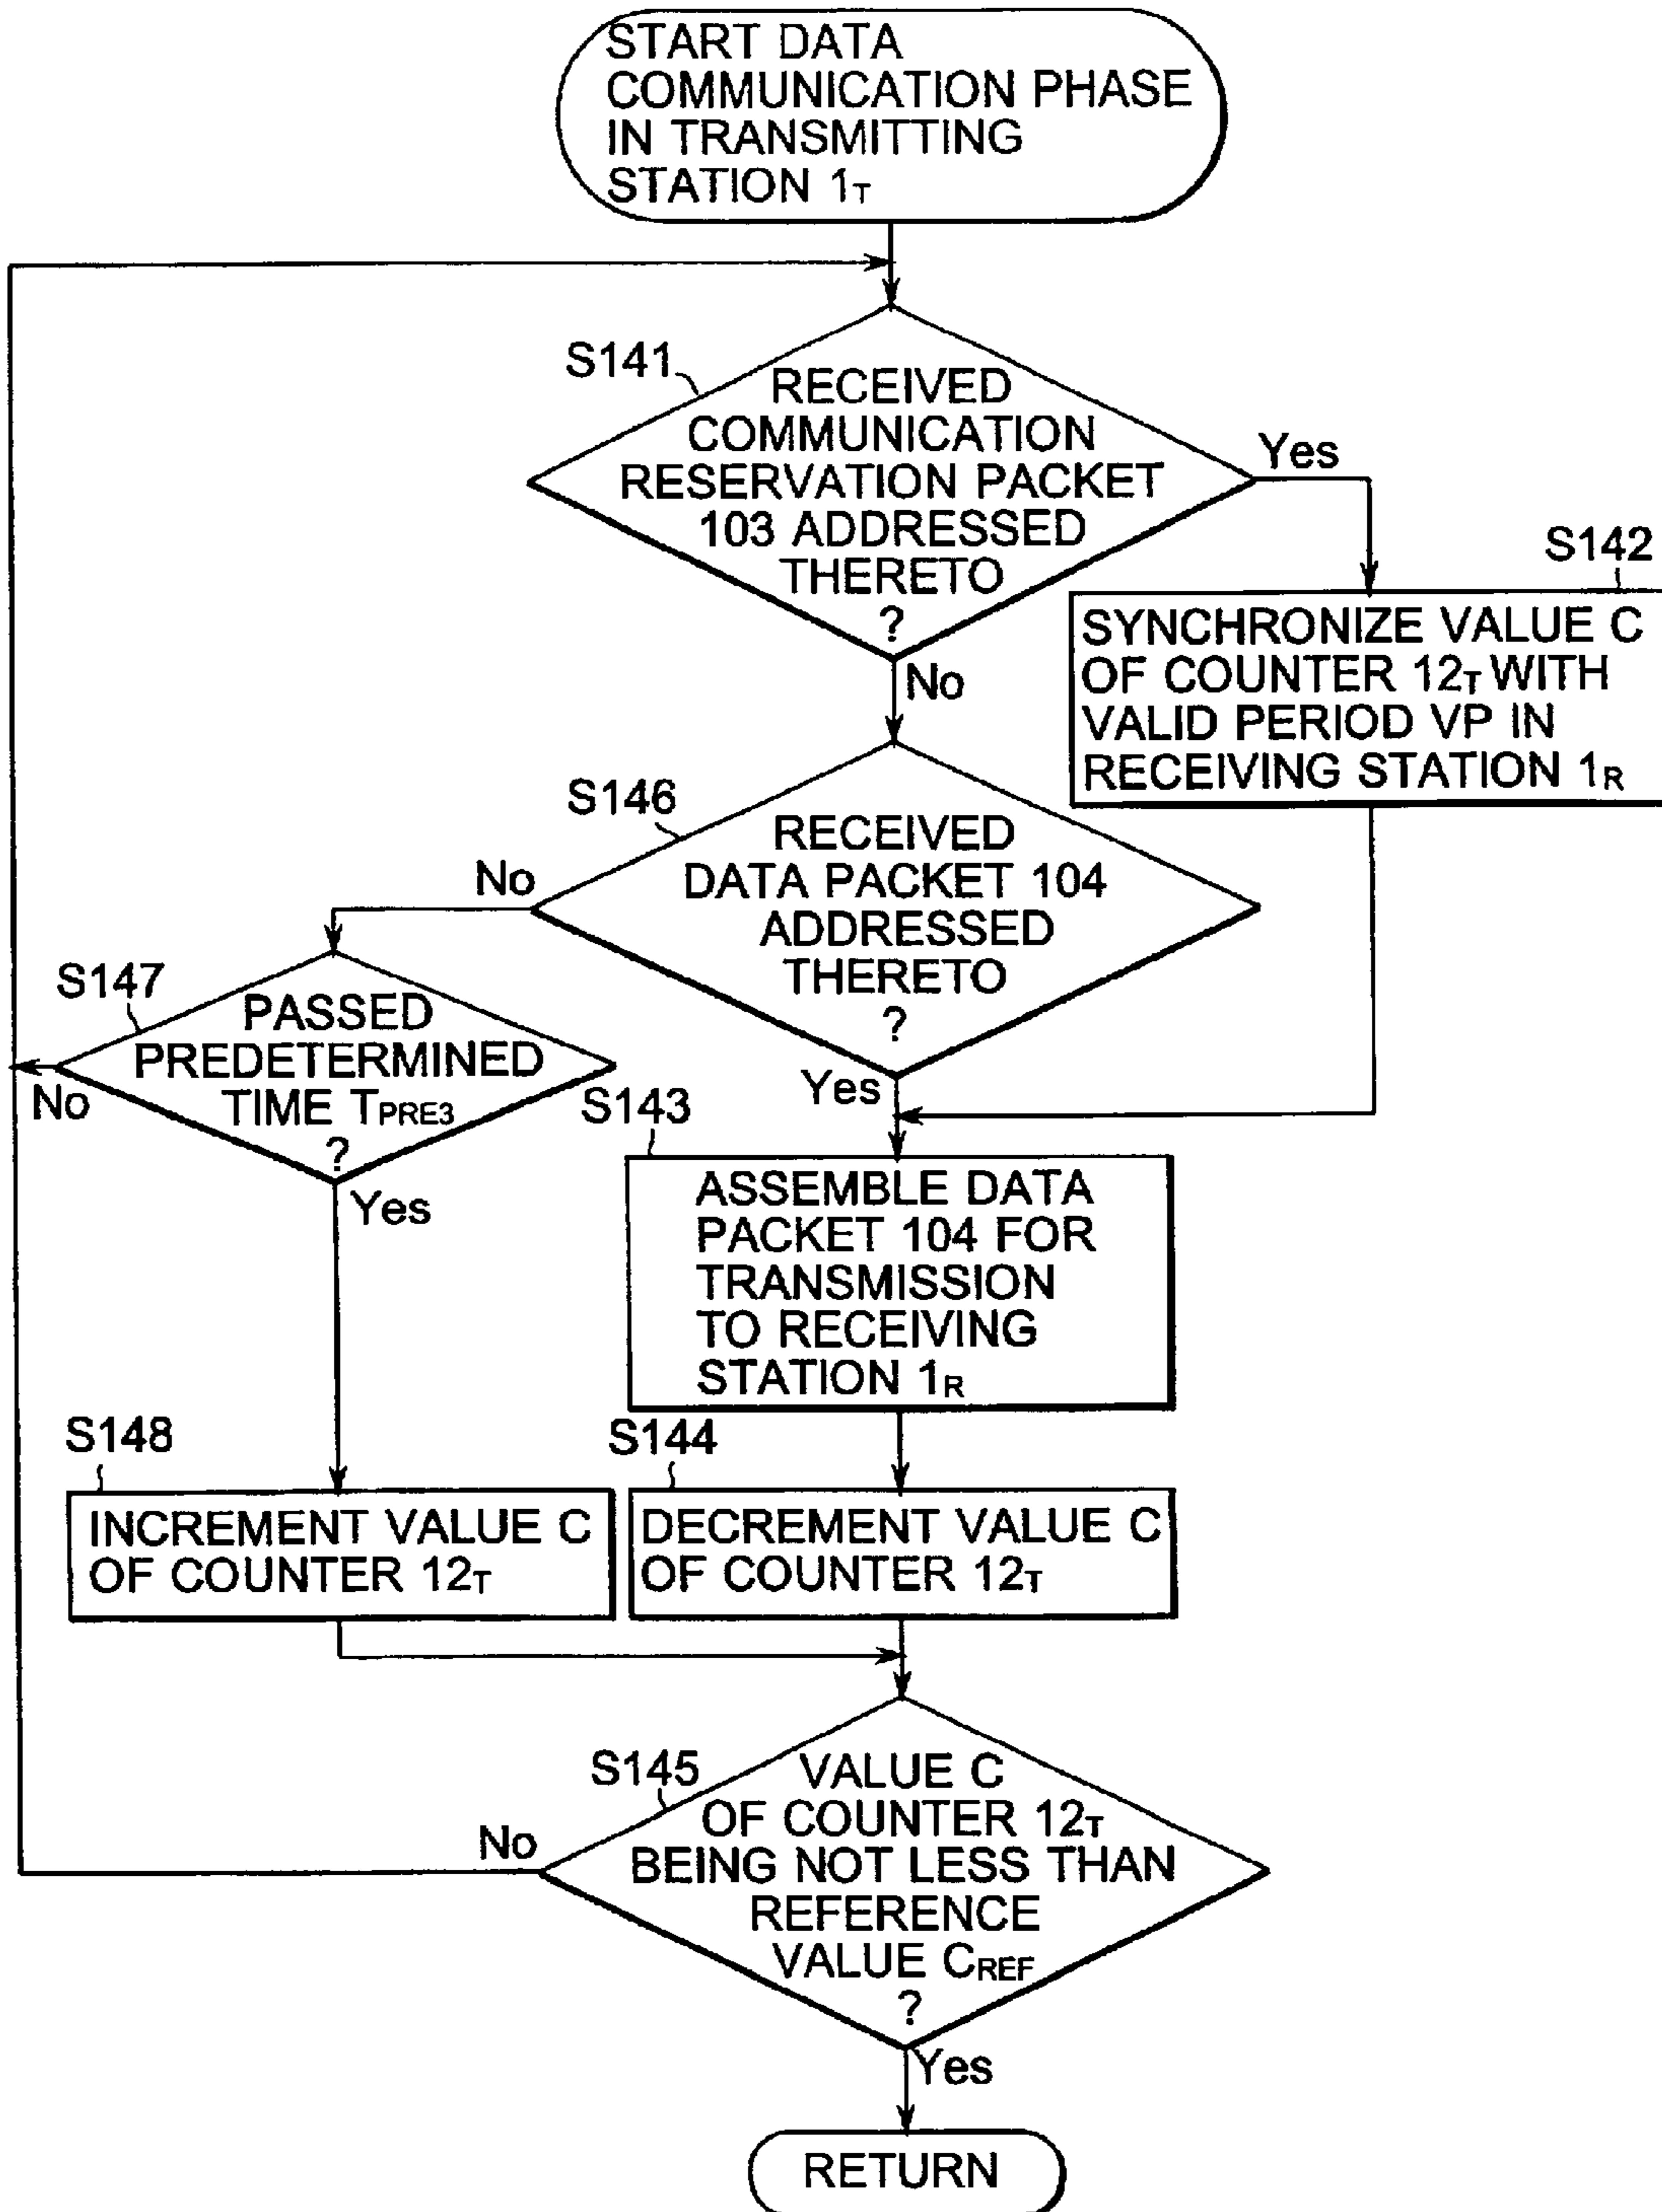 START DATA
COMMUNICATION PHASE
IN TRANSMITTING
STATION 1T
S141
RECEIVED
COMMUNICATION
RESERVATION PACKET
103 ADDRESSED
THERETO
?
Yes
No
S142
SYNCHRONIZE VALUE C
OF COUNTER 12T WITH
VALID PERIOD VP IN
RECEIVING STATION 1R
S146
RECEIVED
DATA PACKET 104
ADDRESSED
THERETO
?
No
Yes
S147
PASSED
PREDETERMINED
TIME TPRE3
?
No
Yes
S143
ASSEMBLE DATA
PACKET 104 FOR
TRANSMISSION
TO RECEIVING
STATION 1R
S148
INCREMENT VALUE C
OF COUNTER 12T
S144
DECREMENT VALUE C
OF COUNTER 12T
S145
VALUE C
OF COUNTER 12T
BEING NOT LESS THAN
REFERENCE
VALUE CREF
?
No
Yes
RETURN